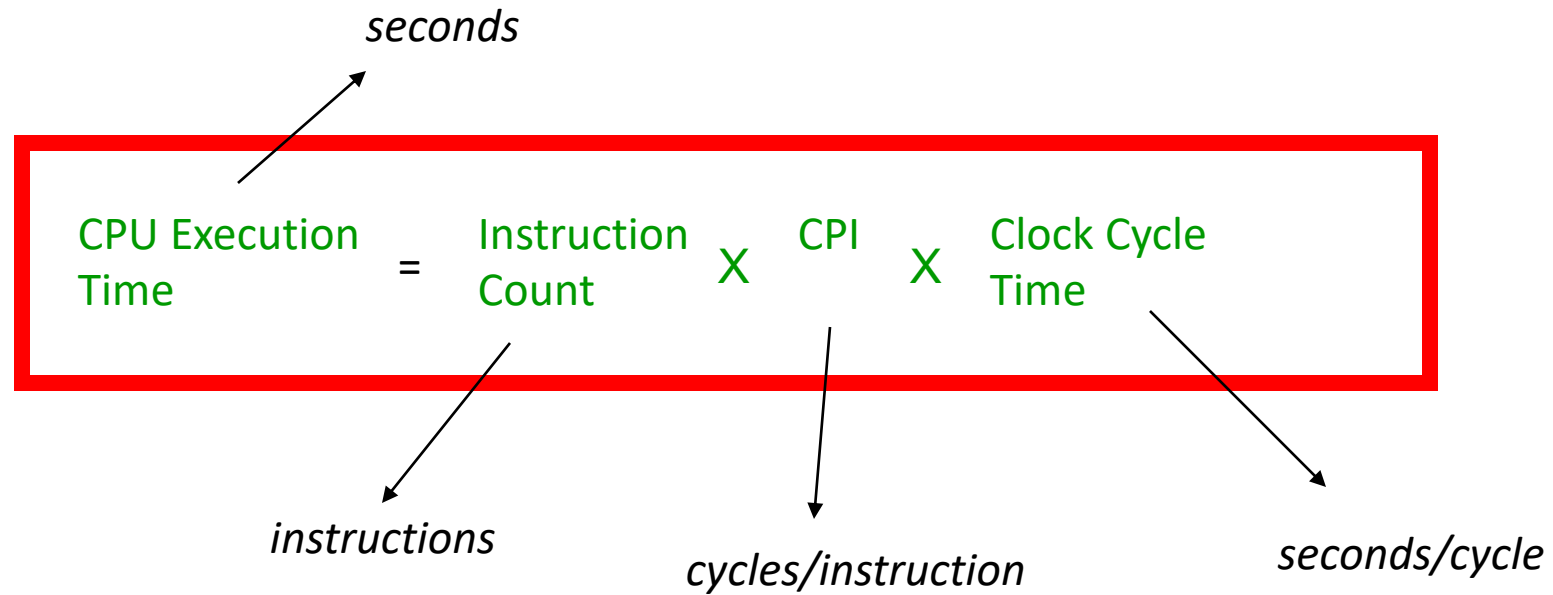 seconds
CPU Execution Time = Instruction Count X CPI X Clock Cycle Time
instructions
cycles/instruction
seconds/cycle